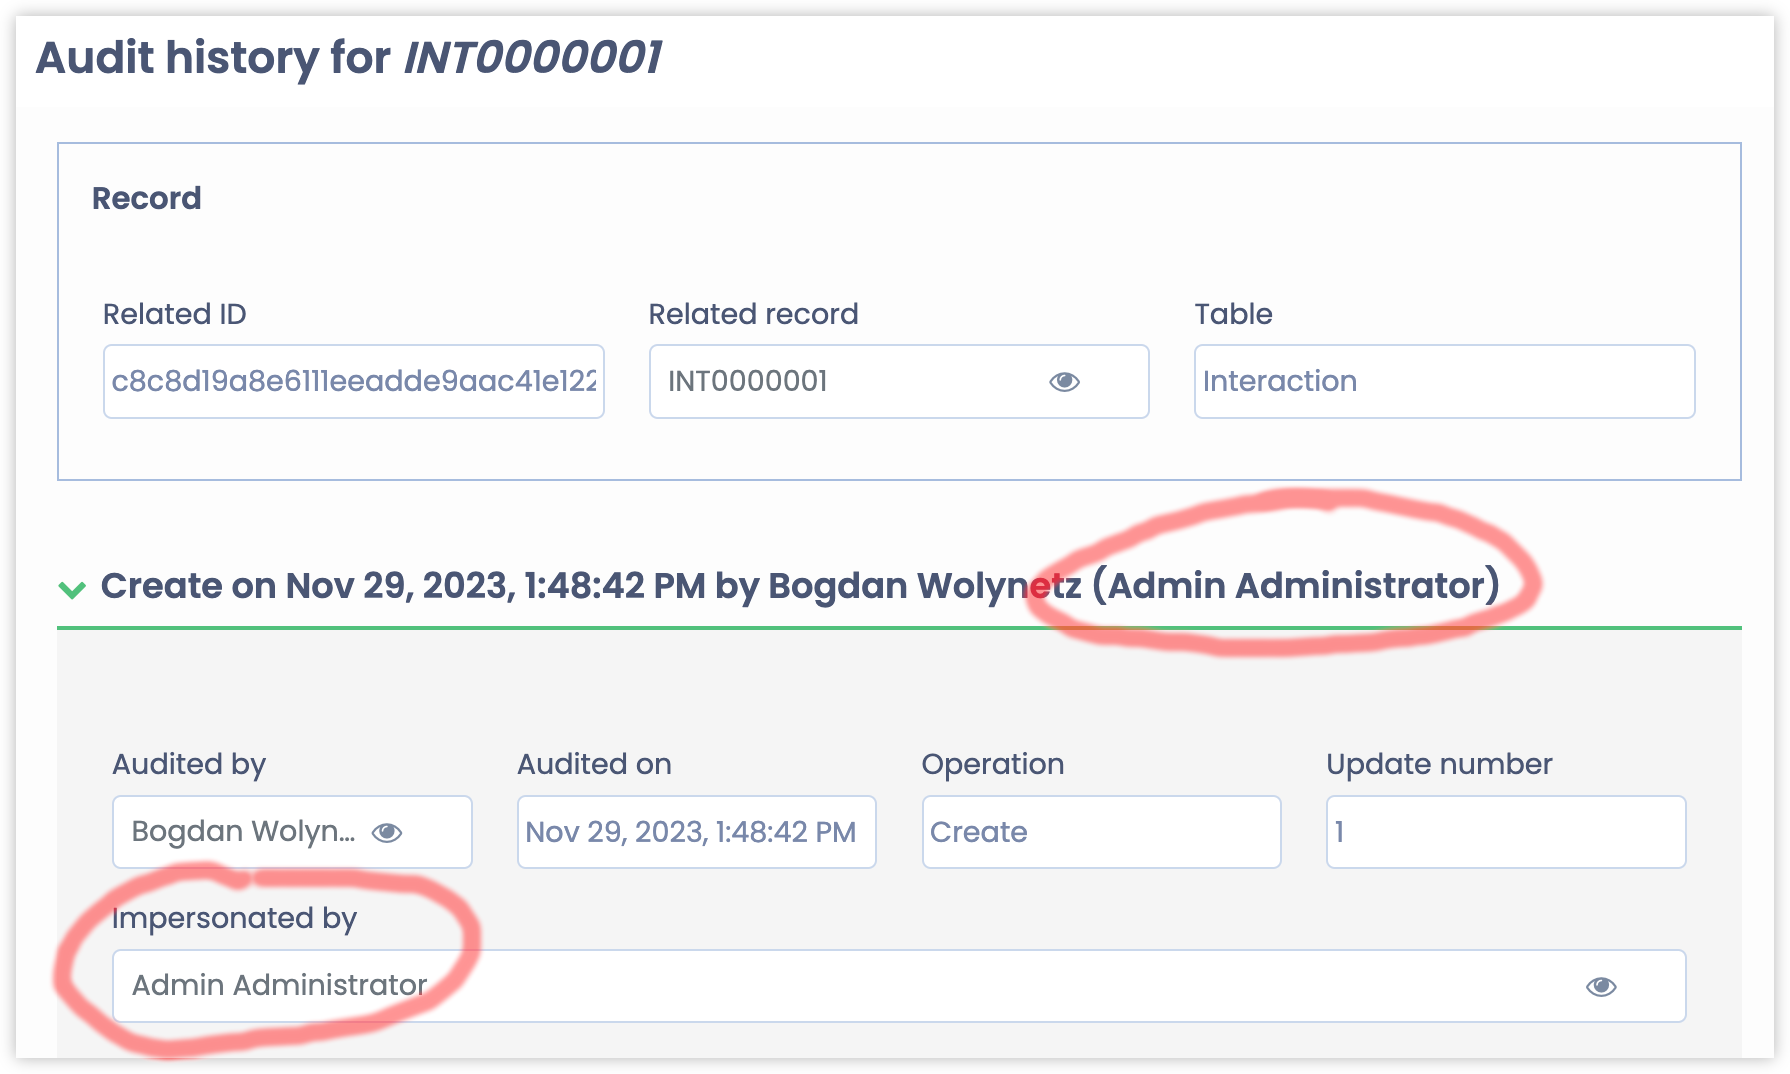 Audit history for INT0000001
Record
Related ID Related record Table
c8c8d19a8e6111eeadde9aac41e122 INT0000001 Interaction
Create on Nov 29, 2023, 1:48:42 PM by Bogdan Wolynetz (Admin Administrator)
Audited by Audited on Operation Update number
Bogdan Wolyn... Nov 29, 2023, 1:48:42 PM Create 1
Impersonated by
Admin Administrator